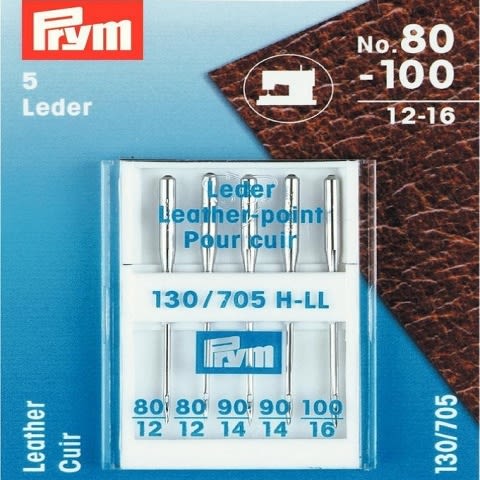 Prym
5
Leder
No. 80
-100
12-16
Leder
Leather-point
Pour cuir
130/705 H-LL
Prym
80 80 90 90 100
12 12 14 14 16
Leather
Cuir
130/705